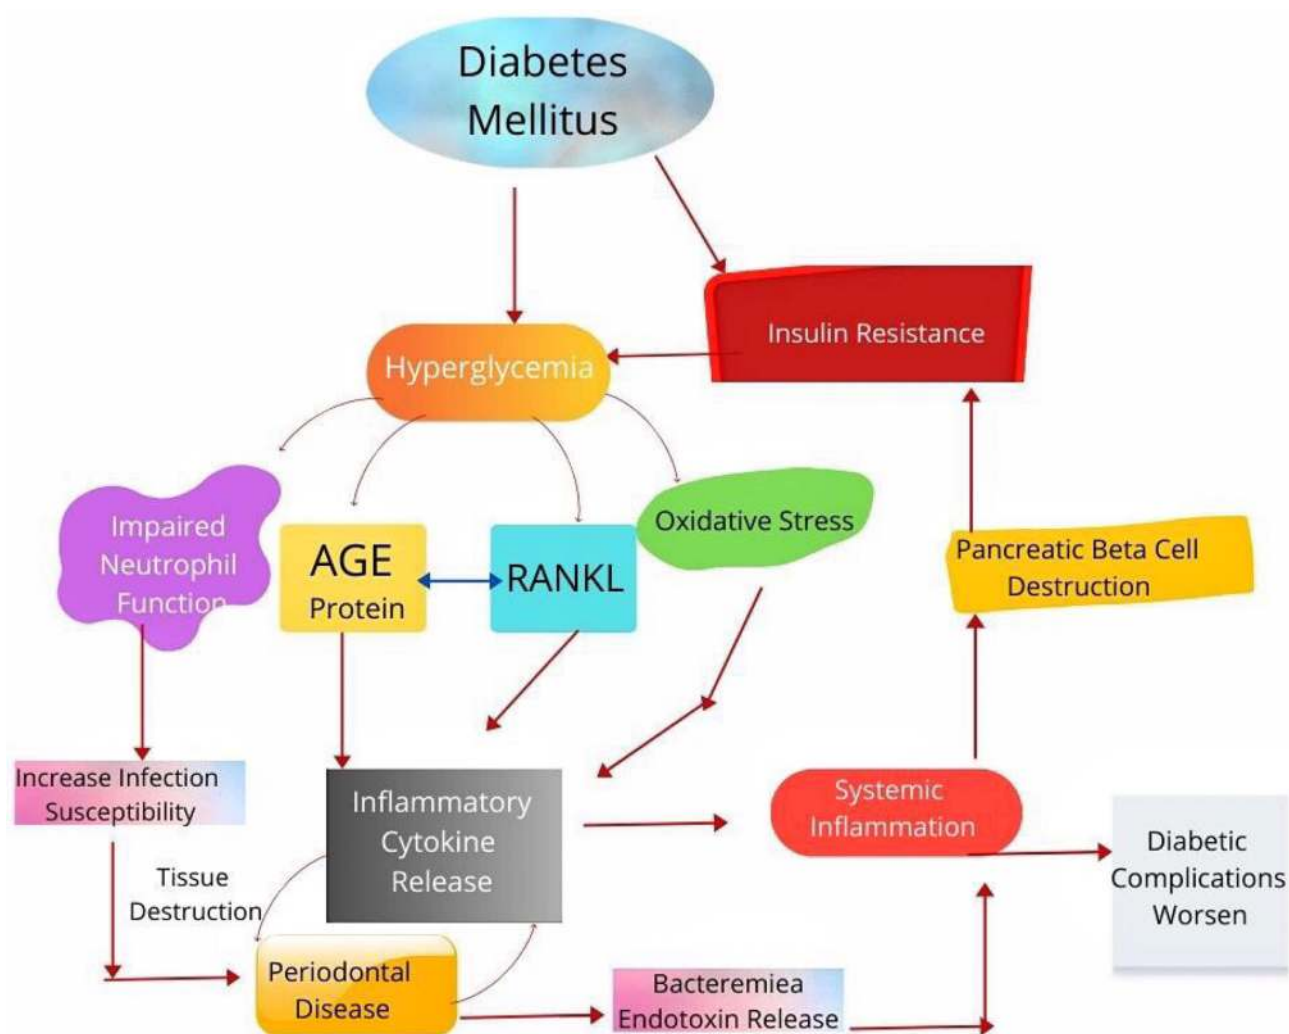 Diabetes
Mellitus
Insulin Resistance
Hyperglycemia
Impaired
Neutrophil
Function
AGE
Protein
RANKL
Oxidative Stress
Pancreatic Beta Cell
Destruction
Increase Infection
Susceptibility
Inflammatory
Cytokine
Release
Systemic
Inflammation
Diabetic
Complications
Worsen
Tissue
Destruction
Periodontal
Disease
Bacteremiea
Endotoxin Release